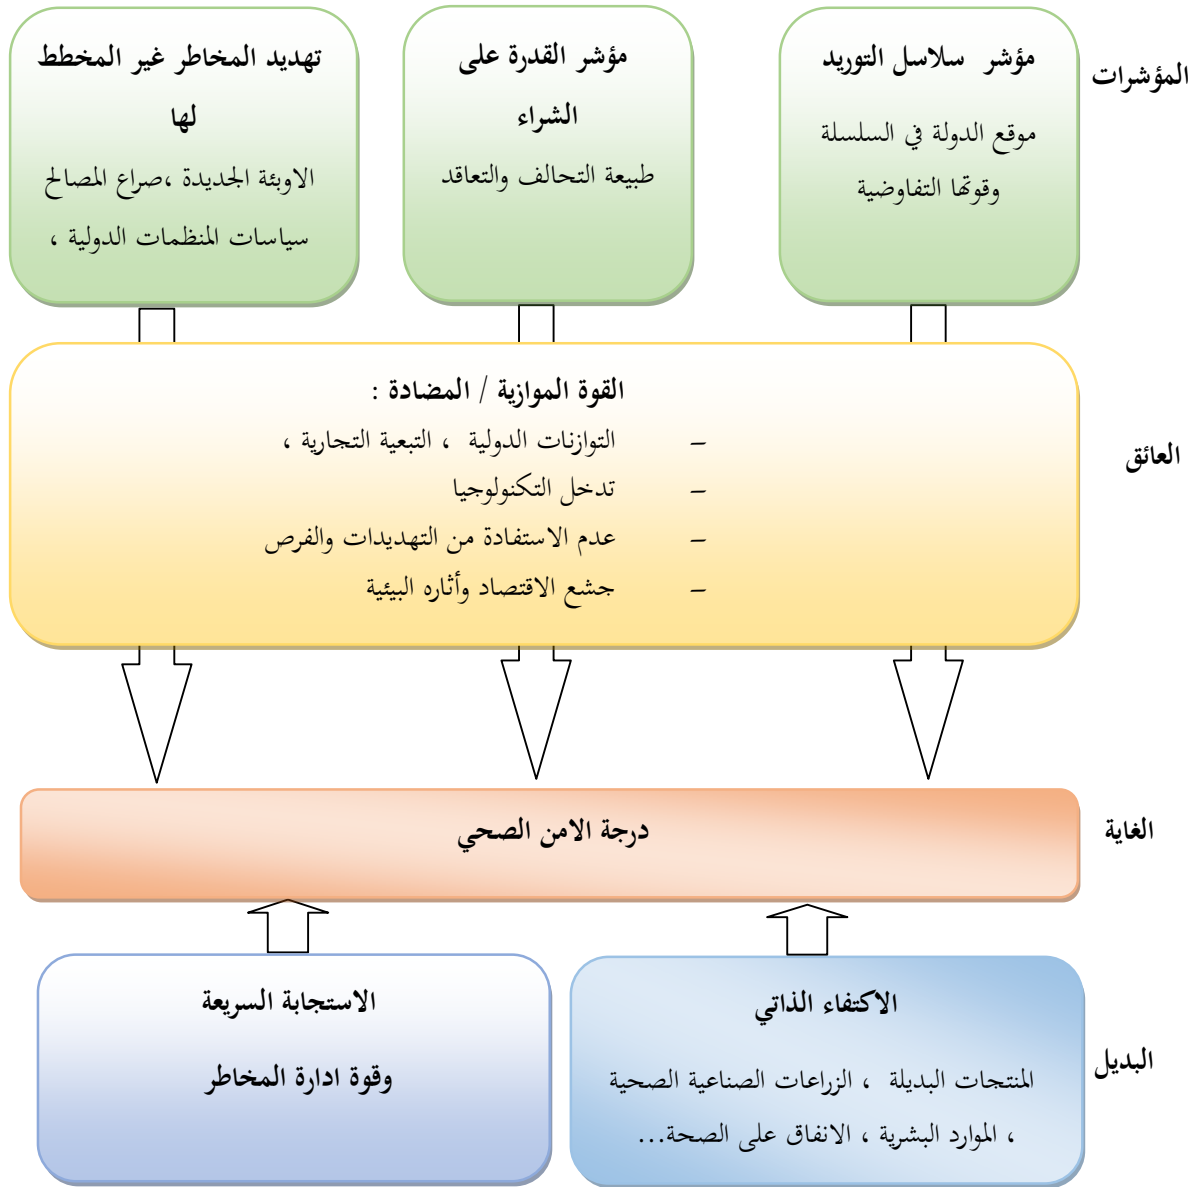 المؤشرات
مؤشر سلاسل التوريد
موقع الدولة في السلسلة
وقوتها التفاوضية
مؤشر القدرة على
الشراء
طبيعة التحالف والتعاقد
تهديد المخاطر غير المخطط
لها
الاوبئة الجديدة ،صراع المصالح
سياسات المنظمات الدولية ،
العائق
القوة الموازية / المضادة :
– التوازنات الدولية ، التبعية التجارية ،
– تدخل التكنولوجيا
– عدم الاستفادة من التهديدات والفرص
– جشع الاقتصاد وأثاره البيئية
الغاية
درجة الامن الصحي
البديل
الاكتفاء الذاتي
المنتجات البديلة ، الزراعات الصناعية الصحية
، الموارد البشرية ، الانفاق على الصحة...
الاستجابة السريعة
وقوة ادارة المخاطر